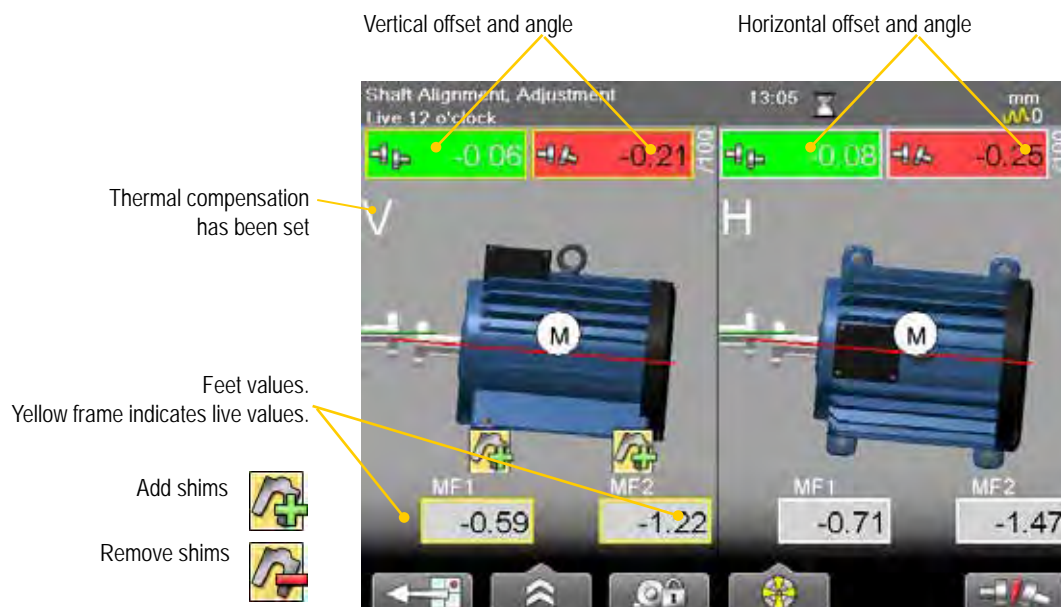 Vertical offset and angle
Horizontal offset and angle
Shaft Alignment, Adjustment
13:05
mm
Live 12 o'clock
0
-0.06
-0.21
/100
-0.08
-0.25
/100
Thermal compensation
has been set
V
H
M
M
Feet values.
Yellow frame indicates live values.
Add shims
Remove shims
MF1
MF2
MF1
MF2
-0.59
-1.22
-0.71
-1.47